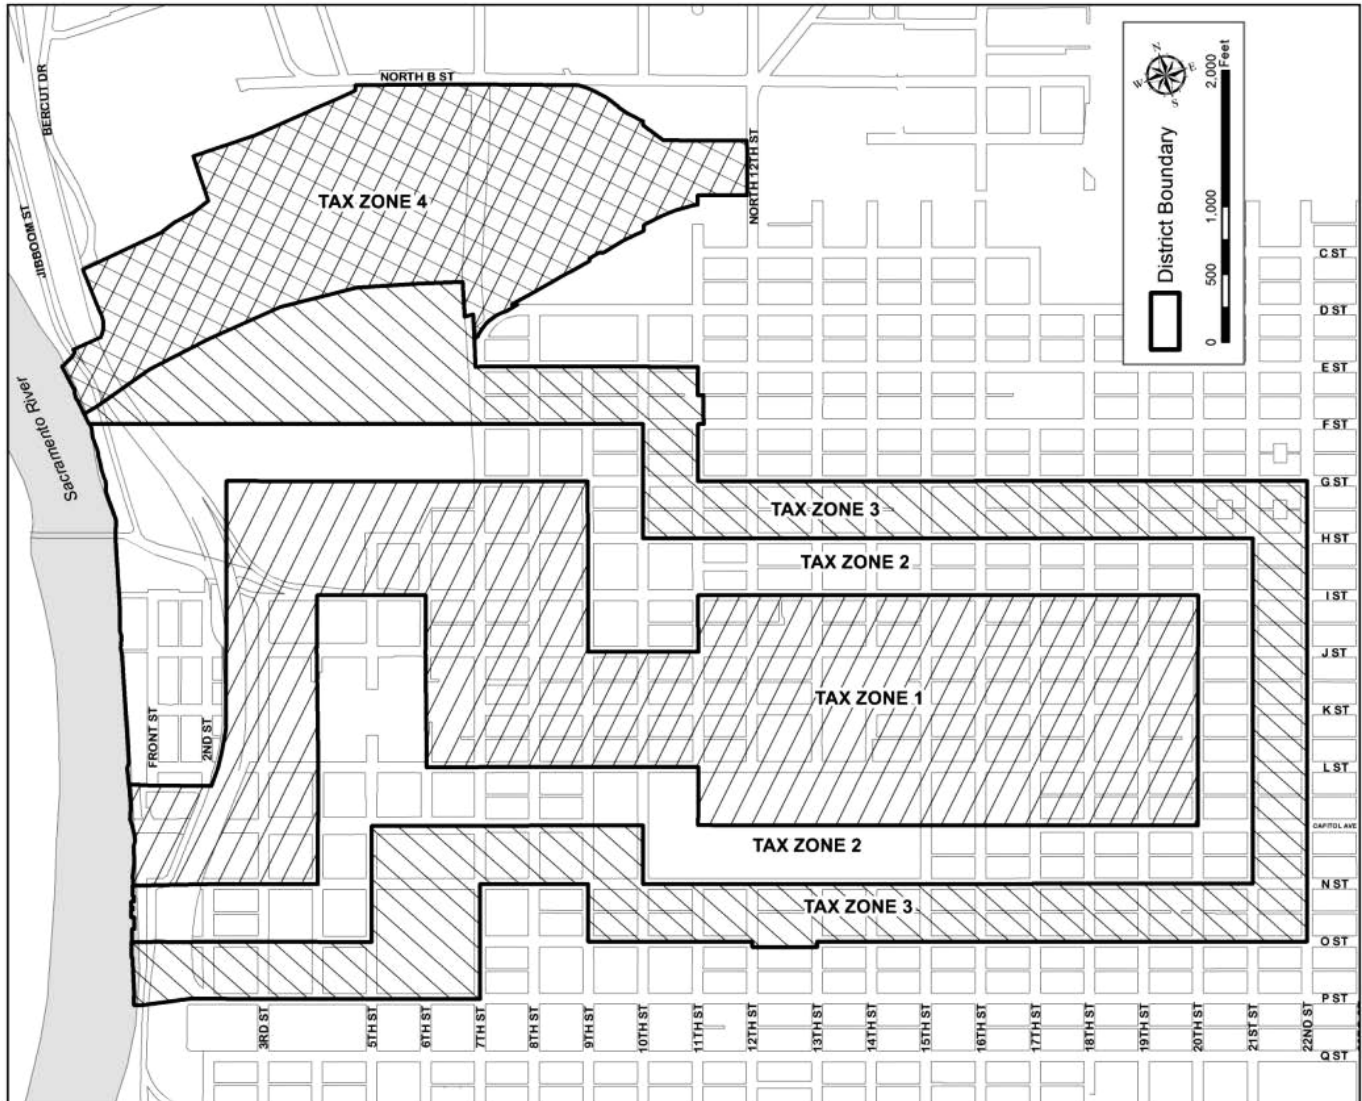 NORTH B ST
BERCUT DR
JIBBOOM ST
TAX ZONE 4
NORTH 12TH ST
N
E
S
W
District Boundary
0
500
1,000
2,000
Feet
C ST
D ST
E ST
F ST
G ST
H ST
I ST
J ST
K ST
L ST
CAPITOL AVE
N ST
O ST
P ST
Q ST
Sacramento River
TAX ZONE 3
TAX ZONE 2
TAX ZONE 1
FRONT ST
2ND ST
TAX ZONE 2
TAX ZONE 3
3RD ST
5TH ST
6TH ST
7TH ST
8TH ST
9TH ST
10TH ST
11TH ST
12TH ST
13TH ST
14TH ST
15TH ST
16TH ST
17TH ST
18TH ST
19TH ST
20TH ST
21ST ST
22ND ST